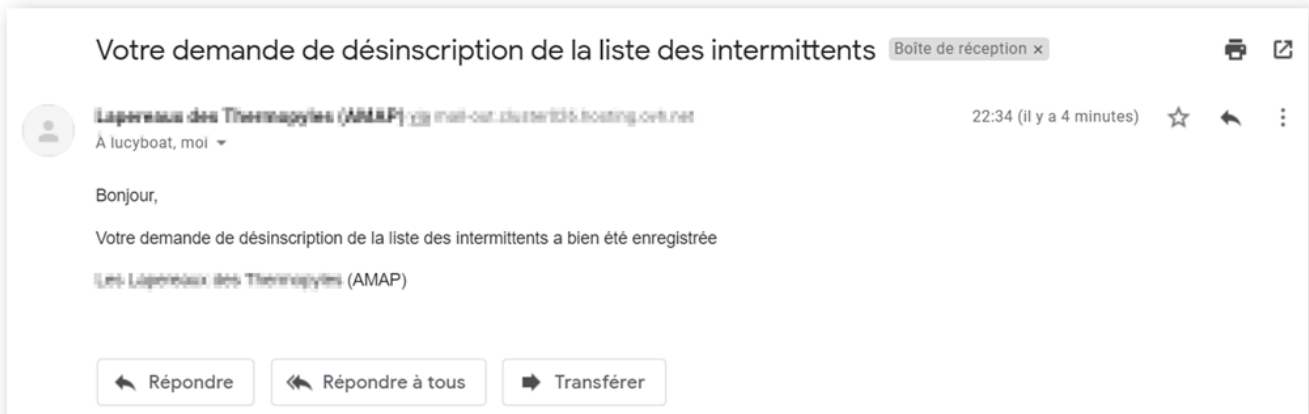 Votre demande de désinscription de la liste des intermittents Boîte de réception ×
22:34 (il y a 4 minutes)
À lucyboat, moi
Bonjour,
Votre demande de désinscription de la liste des intermittents a bien été enregistrée
(AMAP)
Répondre Répondre à tous Transférer